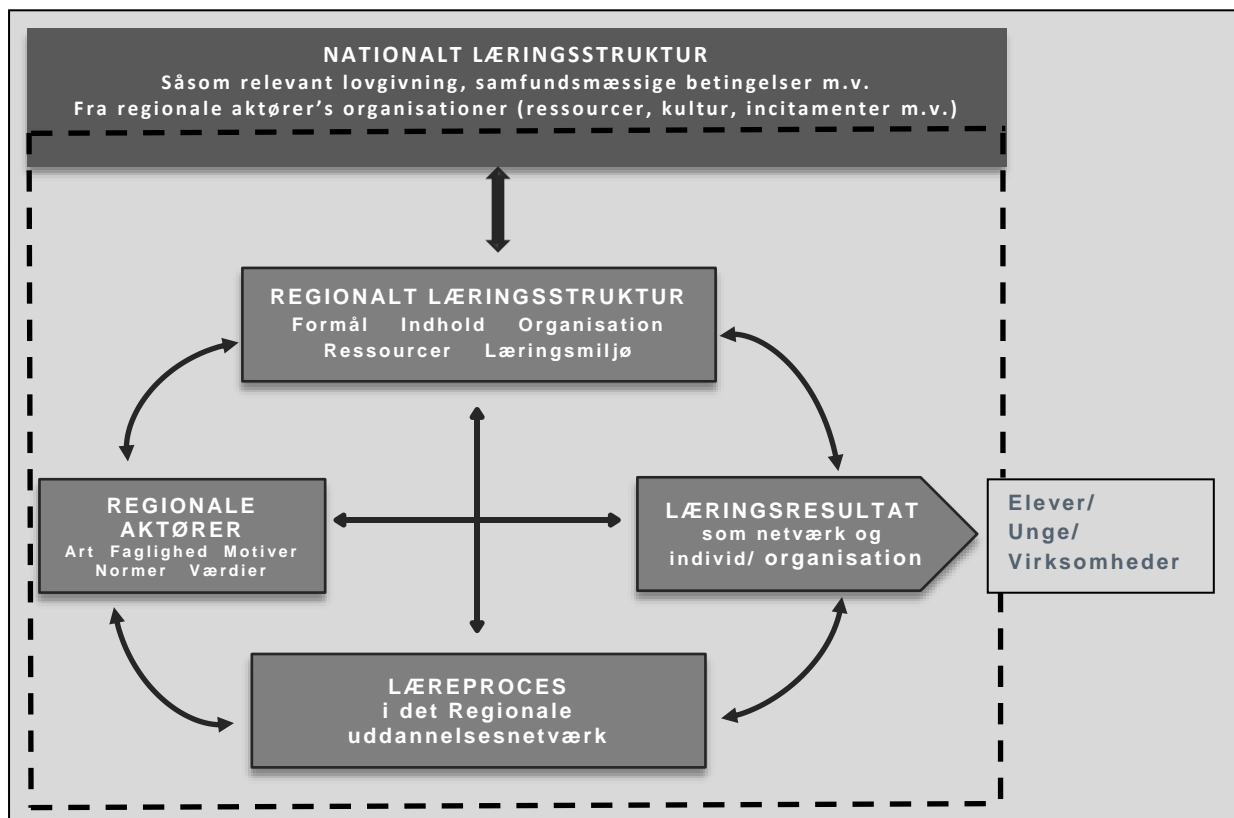 NATIONALT LÆRINGSSTRUKTUR
Såsom relevant lovgivning, samfundsmæssige betingelser m.v.
Fra regionale aktører’s organisationer (ressourcer, kultur, incitamenter m.v.)
REGIONALT LÆRINGSSTRUKTUR
Formål Indhold Organisation
Ressourcer Læringsmiljø
REGIONALE
AKTØRER
Art Faglighed Motiver
Normer Værdier
LÆRINGSRESULTAT
som netværk og
individ/ organisation
Elever/
Unge/
Virksomheder
LÆREPROCES
i det Regionale
uddannelsesnetværk